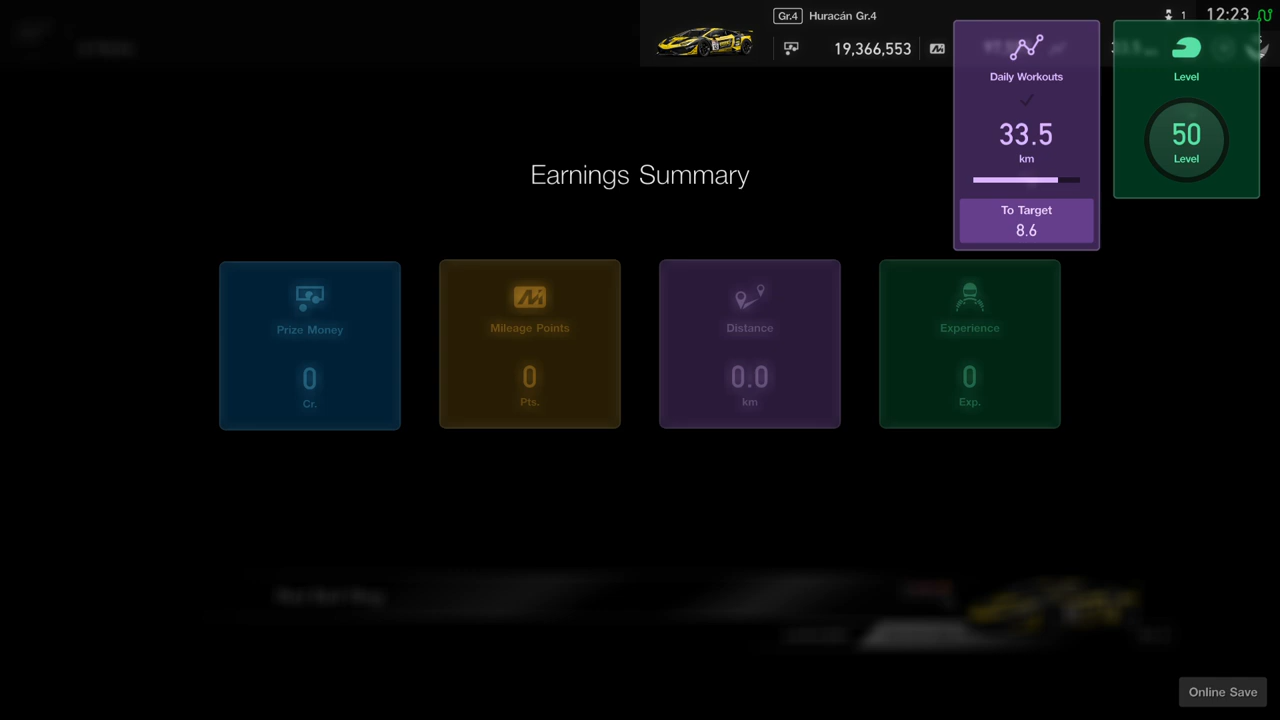 Gr.4 Huracán Gr.4
1 12:23
19,366,553
Daily Workouts
33.5
km
To Target
8.6
Level
50
Level
Earnings Summary
Prize Money
0
Cr.
Mileage Points
0
Pts.
Distance
0.0
km
Experience
0
Exp.
Online Save